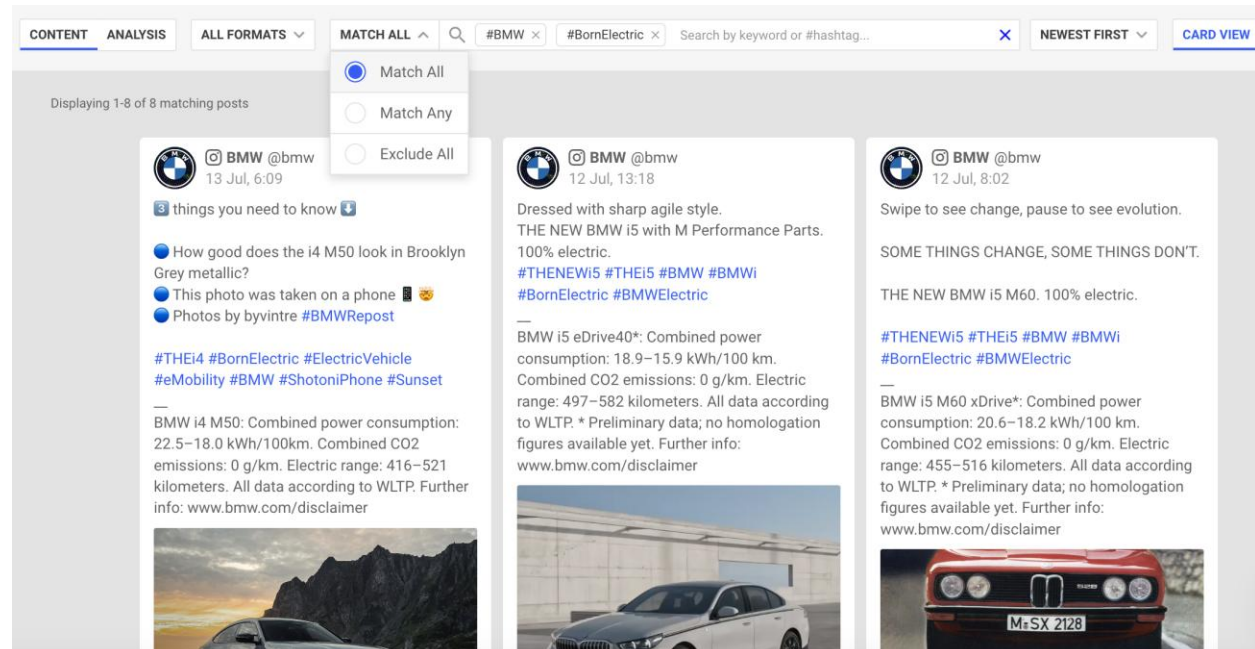 CONTENT ANALYSIS ALL FORMATS MATCH ALL #BMW × #BornElectric × Search by keyword or #hashtag... × NEWEST FIRST CARD VIEW
Match All
Match Any
Exclude All
Displaying 1-8 of 8 matching posts
BMW @bmw
13 Jul, 6:09
3 things you need to know
How good does the i4 M50 look in Brooklyn
Grey metallic?
This photo was taken on a phone
Photos by byvintre #BMWRepost
#THEi4 #BornElectric #ElectricVehicle
#eMobility #BMW #ShotoniPhone #Sunset
__
BMW i4 M50: Combined power consumption:
22.5–18.0 kWh/100km. Combined CO2
emissions: 0 g/km. Electric range: 416–521
kilometers. All data according to WLTP. Further
info: www.bmw.com/disclaimer
BMW @bmw
12 Jul, 13:18
Dressed with sharp agile style.
THE NEW BMW i5 with M Performance Parts.
100% electric.
#THENEWi5 #THEi5 #BMW #BMWi
#BornElectric #BMWElectric
__
BMW i5 eDrive40*: Combined power
consumption: 18.9–15.9 kWh/100 km.
Combined CO2 emissions: 0 g/km. Electric
range: 497–582 kilometers. All data according
to WLTP. * Preliminary data; no homologation
figures available yet. Further info:
www.bmw.com/disclaimer
BMW @bmw
12 Jul, 8:02
Swipe to see change, pause to see evolution.
SOME THINGS CHANGE, SOME THINGS DON'T.
THE NEW BMW i5 M60. 100% electric.
#THENEWi5 #THEi5 #BMW #BMWi
#BornElectric #BMWElectric
__
BMW i5 M60 xDrive*: Combined power
consumption: 20.6–18.2 kWh/100 km.
Combined CO2 emissions: 0 g/km. Electric
range: 455–516 kilometers. All data according
to WLTP. * Preliminary data; no homologation
figures available yet. Further info:
www.bmw.com/disclaimer
528
M SX 2128